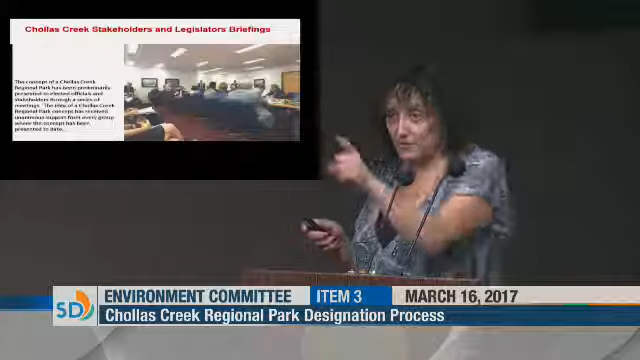 Chollas Creek Stakeholders and Legislators Briefings
The concept of a Chollas Creek
Regional Park has been preliminarily
presented to elected officials and
stakeholders through a series of
meetings. The idea of a Chollas Creek
Regional Park concept has received
unanimous support from every group
where the concept has been
presented to date.
SD
ENVIRONMENT COMMITTEE ITEM 3 MARCH 16, 2017
Chollas Creek Regional Park Designation Process